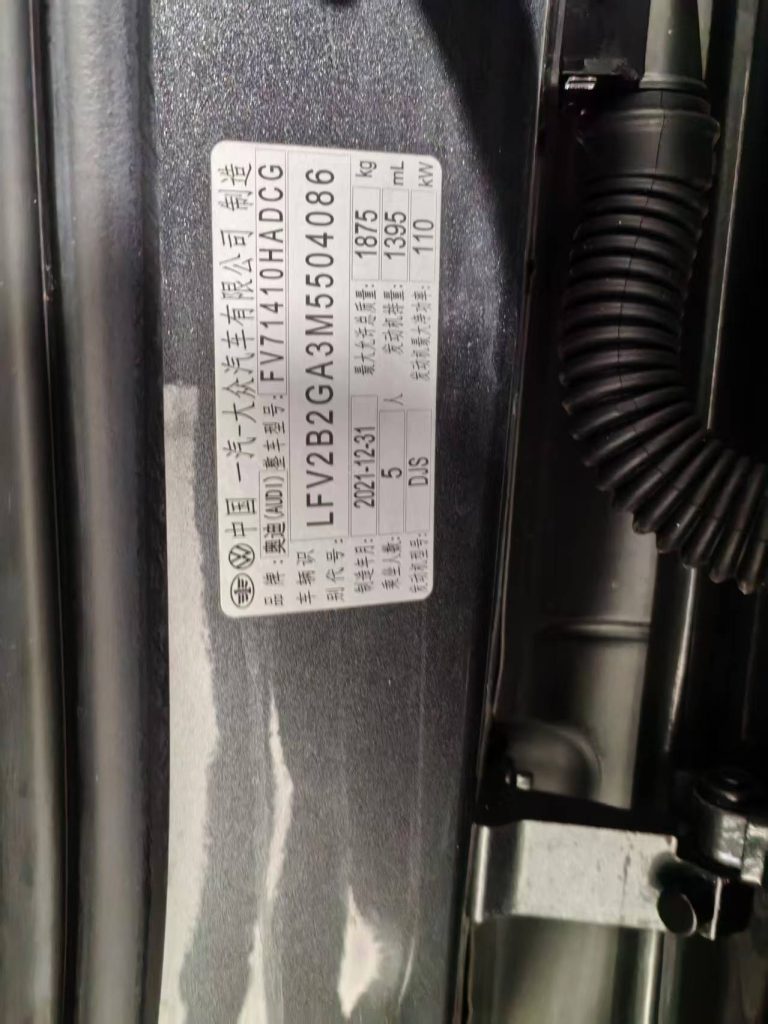 中国 一汽-大众汽车有限公司 制造
品牌：奥迪(AUDI) 整车型号：FV71410HADCG
车辆识别代号：LFV2B2GA3M5504086
制造年月：2021-12-31 最大允许总质量：1875 kg
乘坐人数：5 人 发动机排量：1395 mL
发动机型号：DJS 发动机最大净功率：110 kW